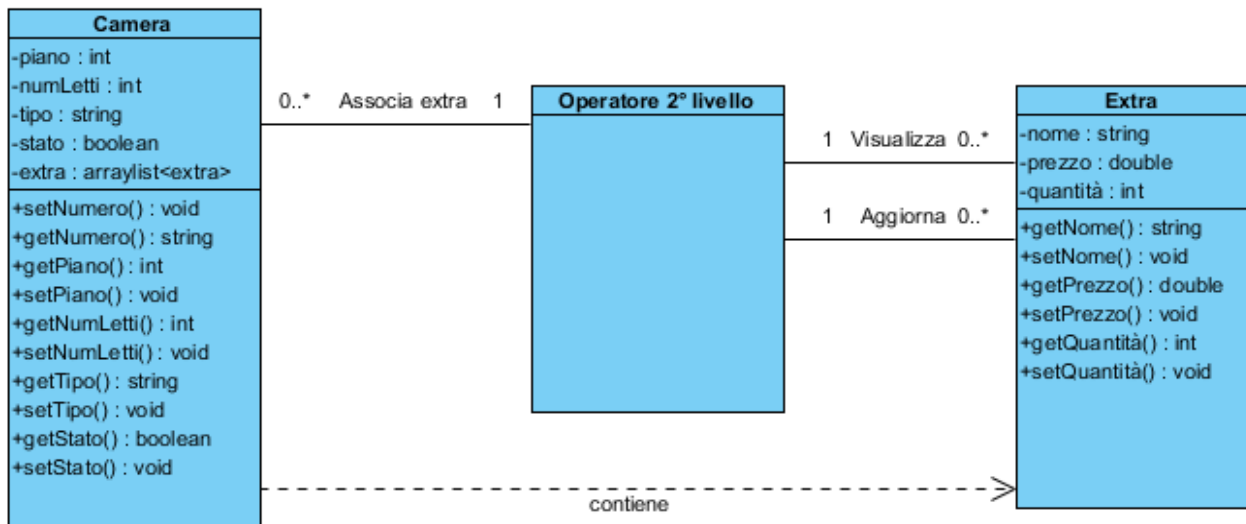 Camera
-piano : int
-numLetti : int
-tipo : string
-stato : boolean
-extra : arraylist<extra>
+setNumero() : void
+getNumero() : string
+getPiano() : int
+setPiano() : void
+getNumLetti() : int
+setNumLetti() : void
+getTipo() : string
+setTipo() : void
+getStato() : boolean
+setStato() : void
0..* Associa extra 1
Operatore 2° livello
1 Visualizza 0..*
1 Aggiorna 0..*
Extra
-nome : string
-prezzo : double
-quantità : int
+getNome() : string
+setNome() : void
+getPrezzo() : double
+setPrezzo() : void
+getQuantità() : int
+setQuantità() : void
contiene